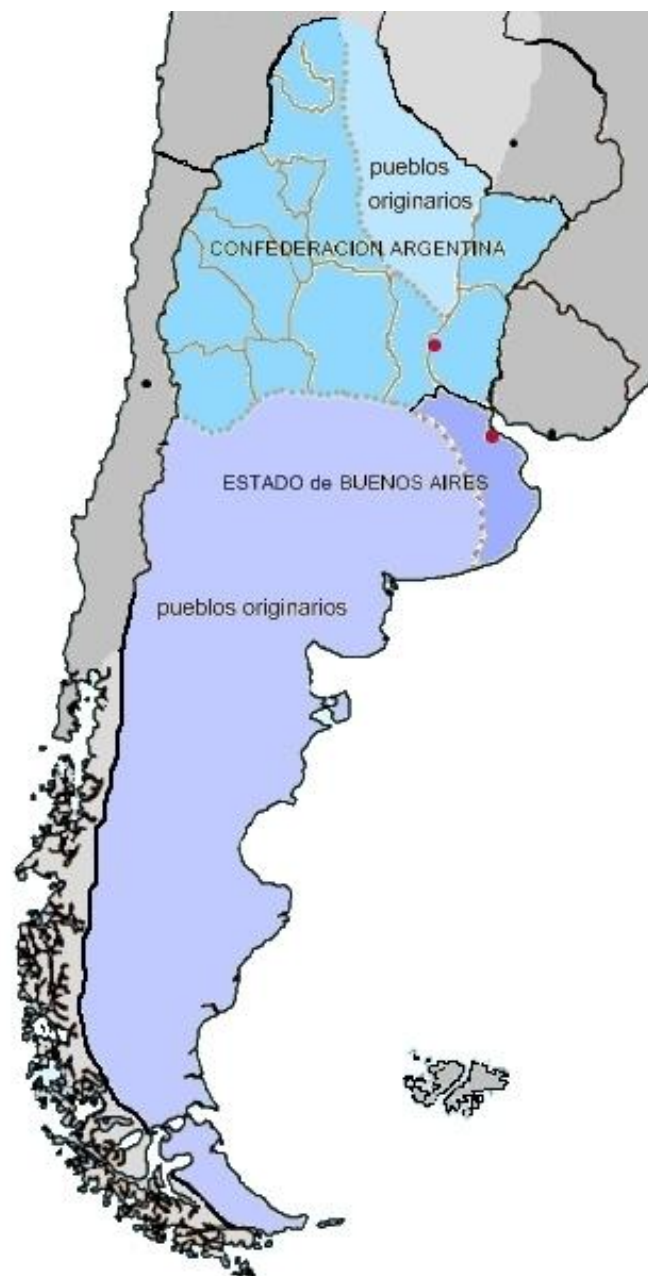 pueblos
originarios
CONFEDERACION ARGENTINA
ESTADO de BUENOS AIRES
pueblos originarios